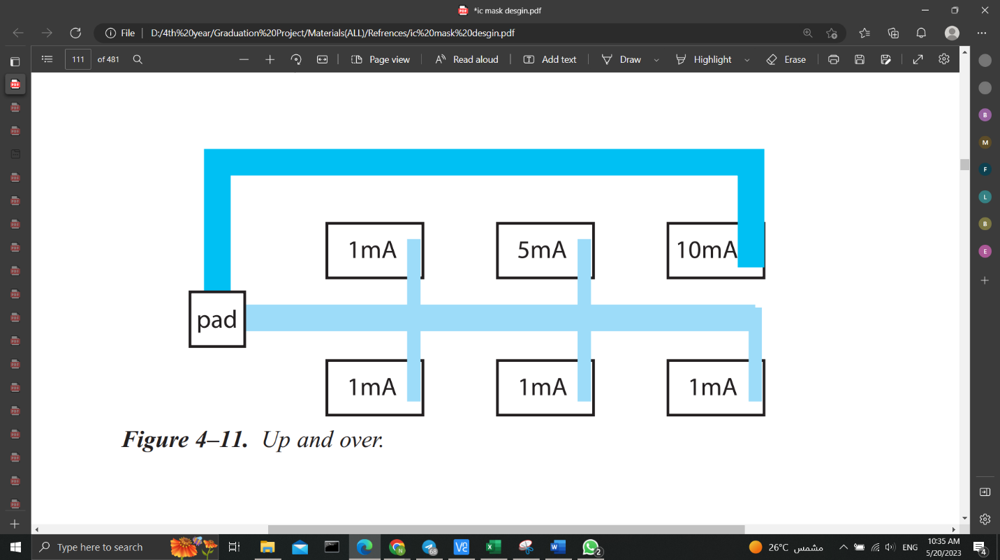 *ic mask desgin.pdf
File
D:/4th%20year/Graduation%20Project/Materials(ALL)/Refrences/ic%20mask%20desgin.pdf
111 of 481
Page view
Read aloud
Add text
Draw
Highlight
Erase
B
M
F
L
B
E
1mA
5mA
10mA
pad
1mA
1mA
1mA
Figure 4–11. Up and over.
Type here to search
68
2
26°C مشمس
ENG
10:35 AM
5/20/2023
4